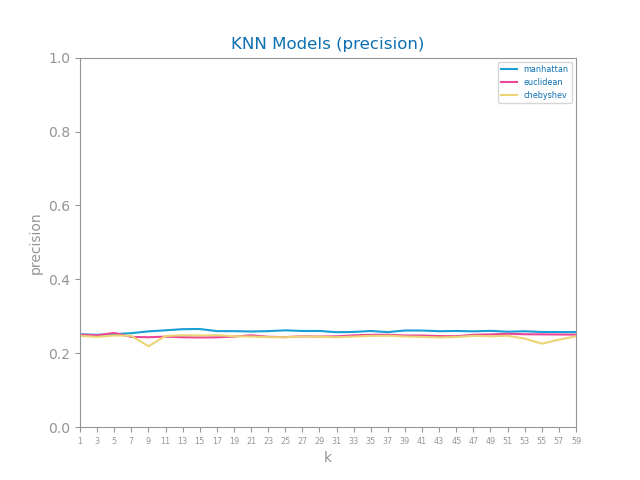 KNN Models (precision)
1.0
0.8
0.6
0.4
0.2
0.0
precision
manhattan
euclidean
chebyshev
1 3 5 7 9 11 13 15 17 19 21 23 25 27 29 31 33 35 37 39 41 43 45 47 49 51 53 55 57 59
k